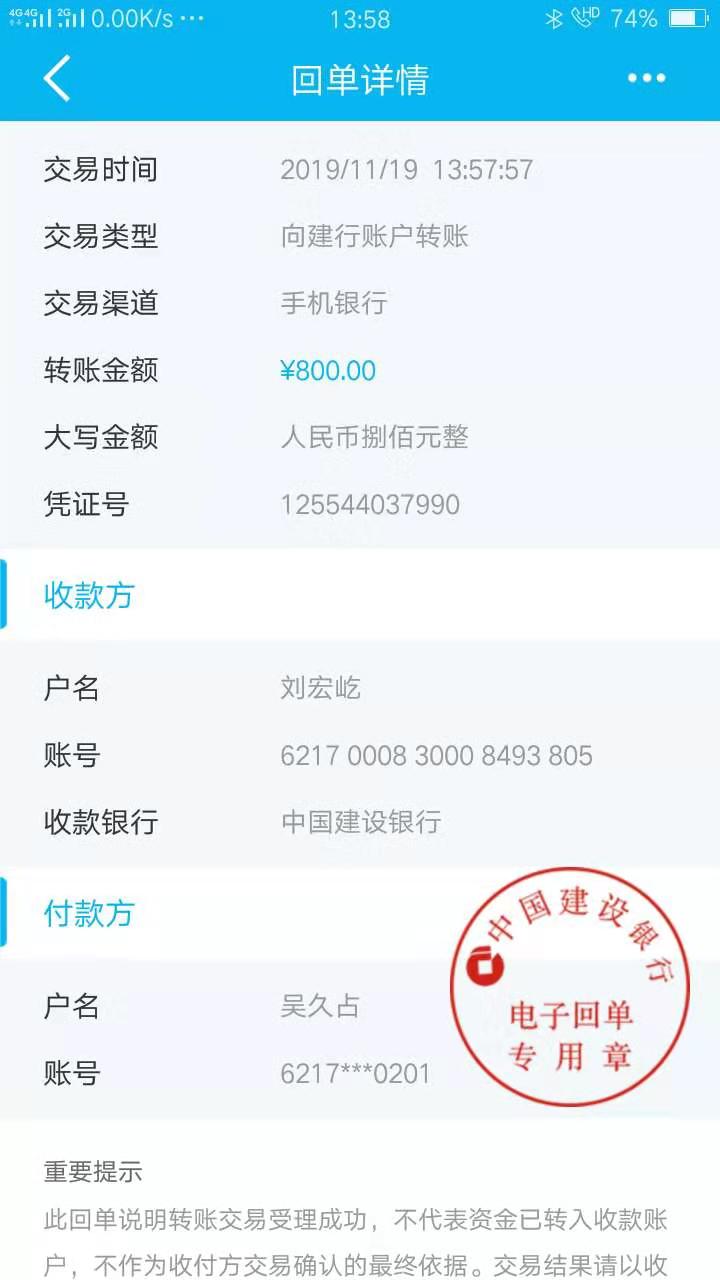 4G 4G 2G 0.00K/s ··· 13:58 HD 74%
回单详情
交易时间 2019/11/19 13:57:57
交易类型 向建行账户转账
交易渠道 手机银行
转账金额 ¥800.00
大写金额 人民币捌佰元整
凭证号 125544037990
收款方
户名 刘宏屹
账号 6217 0008 3000 8493 805
收款银行 中国建设银行
付款方
中国建设银行
电子回单
专用章
户名 吴久占
账号 6217***0201
重要提示
此回单说明转账交易受理成功，不代表资金已转入收款账
户，不作为收付方交易确认的最终依据。交易结果请以收